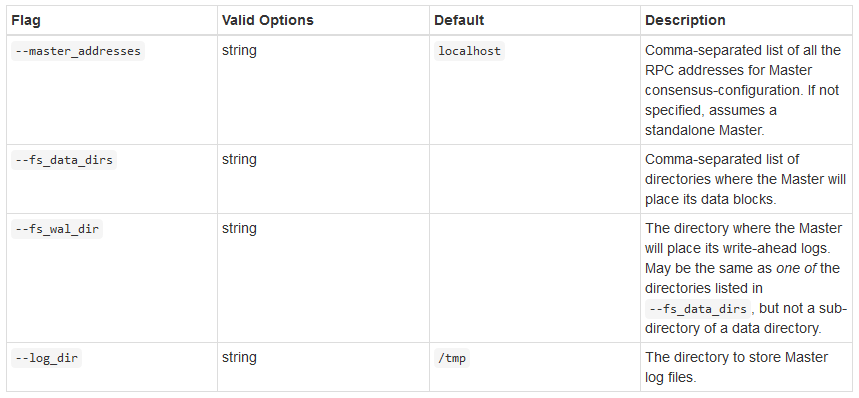 Flag Valid Options Default Description
--master_addresses string localhost Comma-separated list of all the
RPC addresses for Master
consensus-configuration. If not
specified, assumes a
standalone Master.
--fs_data_dirs string Comma-separated list of
directories where the Master will
place its data blocks.
--fs_wal_dir string The directory where the Master
will place its write-ahead logs.
May be the same as one of the
directories listed in
--fs_data_dirs , but not a sub-
directory of a data directory.
--log_dir string /tmp The directory to store Master
log files.